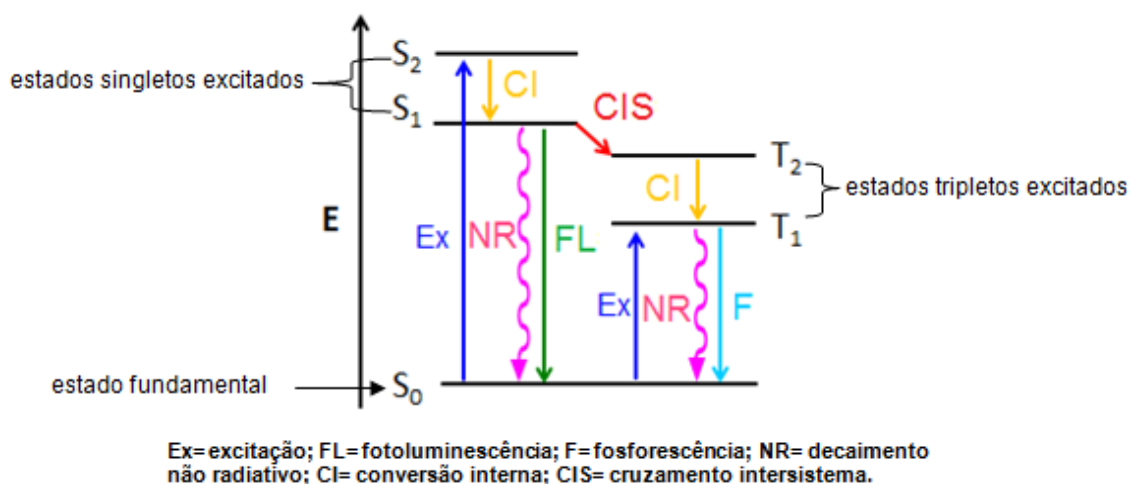 estados singletos excitados
S2
S1
CI
CIS
T2
T1
estados tripletos excitados
CI
E
Ex
NR
FL
Ex
NR
F
estado fundamental
S0
Ex= excitação; FL= fotoluminescência; F= fosforescência; NR= decaimento
não radiativo; CI= conversão interna; CIS= cruzamento intersistema.